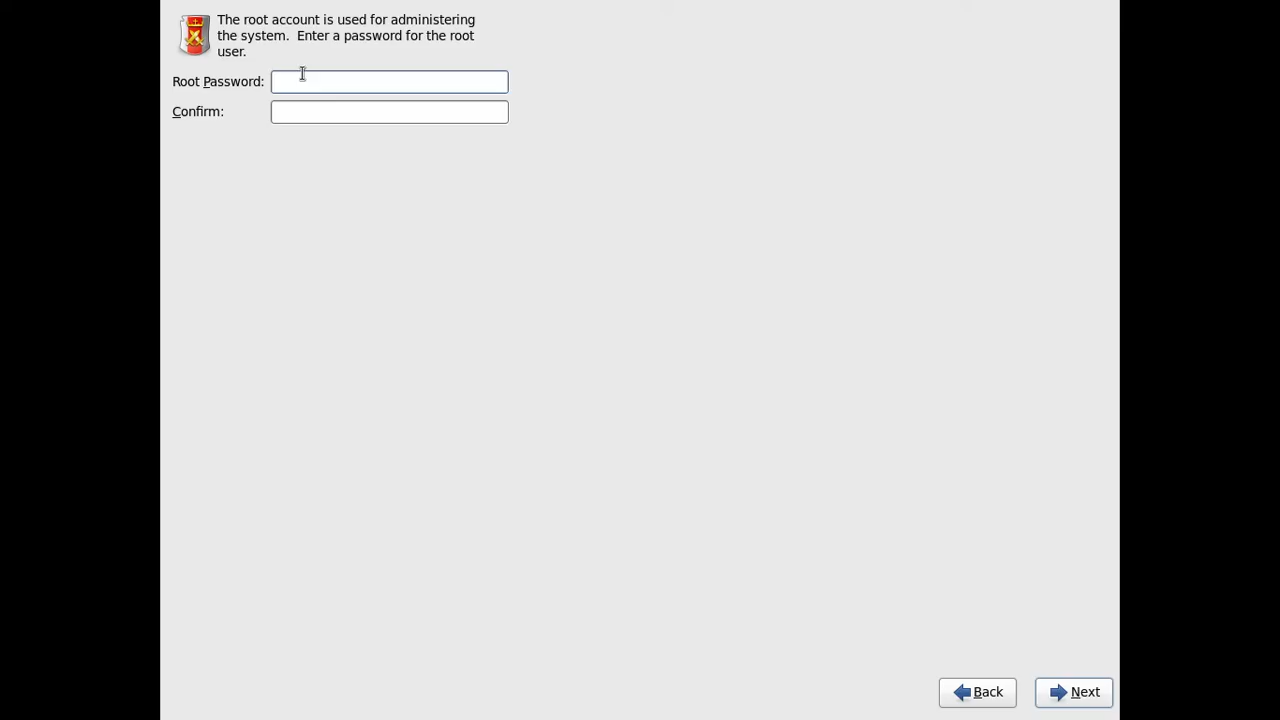 The root account is used for administering
the system.  Enter a password for the root
user.
Root Password:
Confirm:
Back
Next